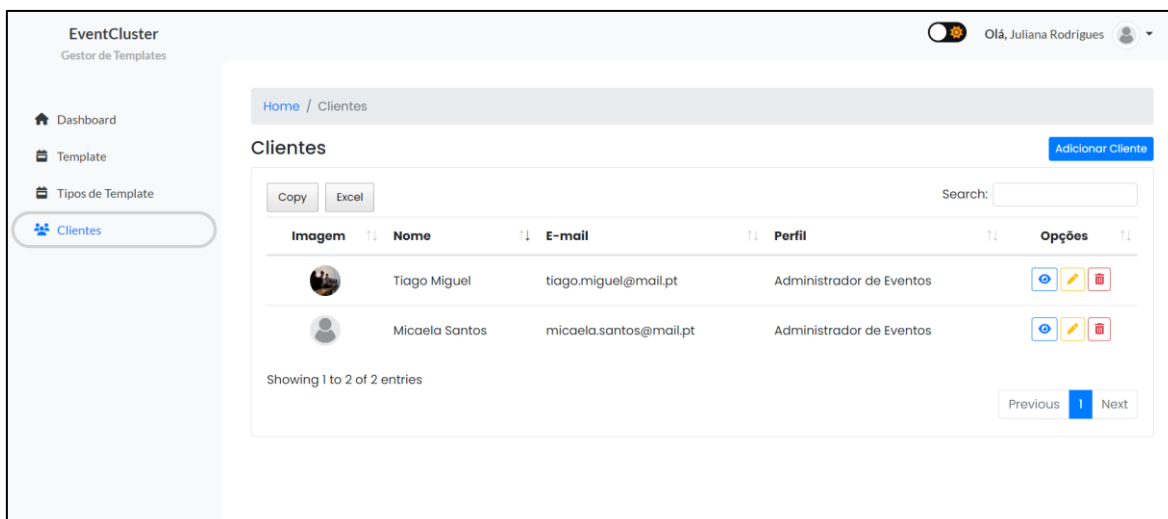 EventCluster
Gestor de Templates
Olá, Juliana Rodrigues
Dashboard
Template
Tipos de Template
Clientes
Home / Clientes
Clientes
Adicionar Cliente
Copy Excel
Search:
Imagem Nome E-mail Perfil Opções
Tiago Miguel tiago.miguel@mail.pt Administrador de Eventos
Micaela Santos micaela.santos@mail.pt Administrador de Eventos
Showing 1 to 2 of 2 entries
Previous 1 Next